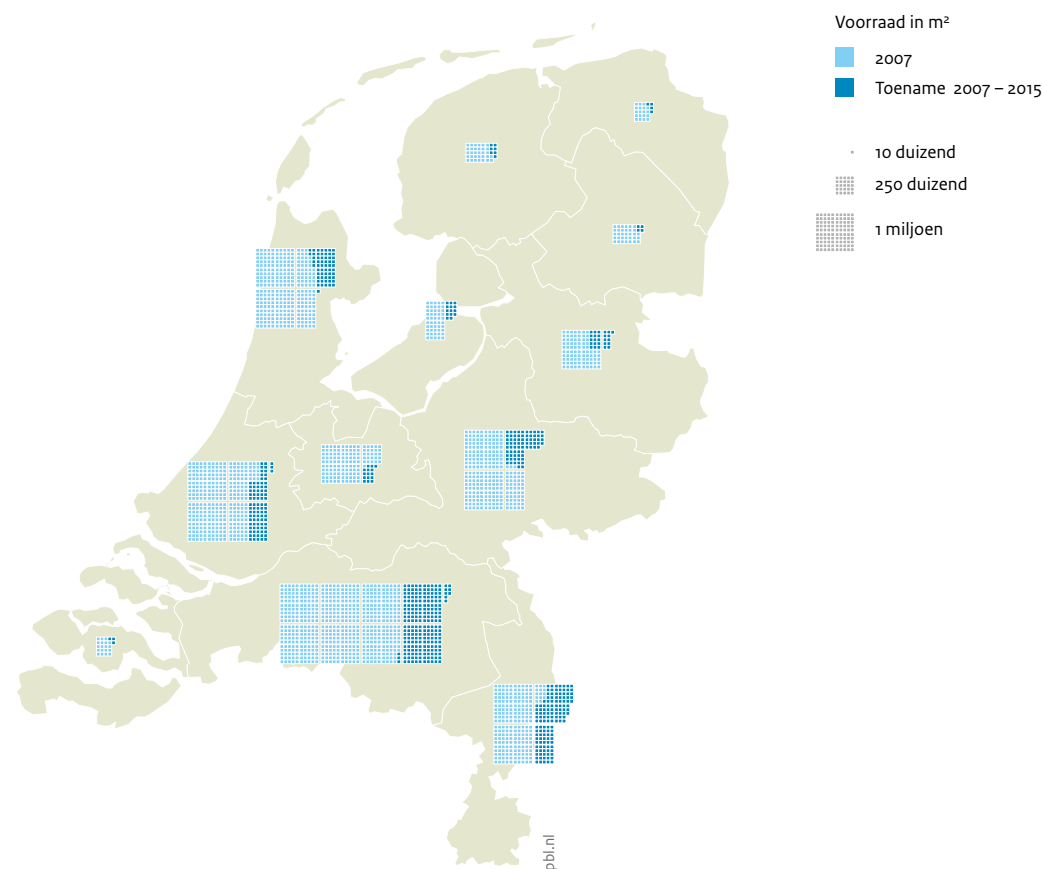 Voorraad in m²
2007
Toename 2007 – 2015
10 duizend
250 duizend
1 miljoen
pbl.nl